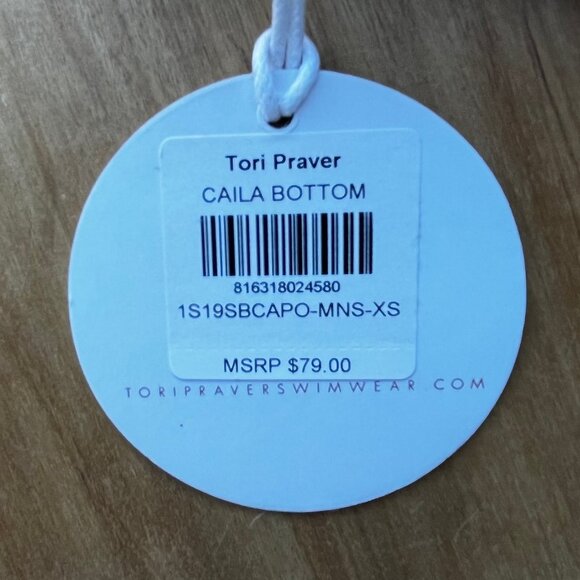 Tori Praver
CAILA BOTTOM
816318024580
1S19SBCAPO-MNS-XS
MSRP $79.00
TORIPRAVERSWIMWEAR.COM